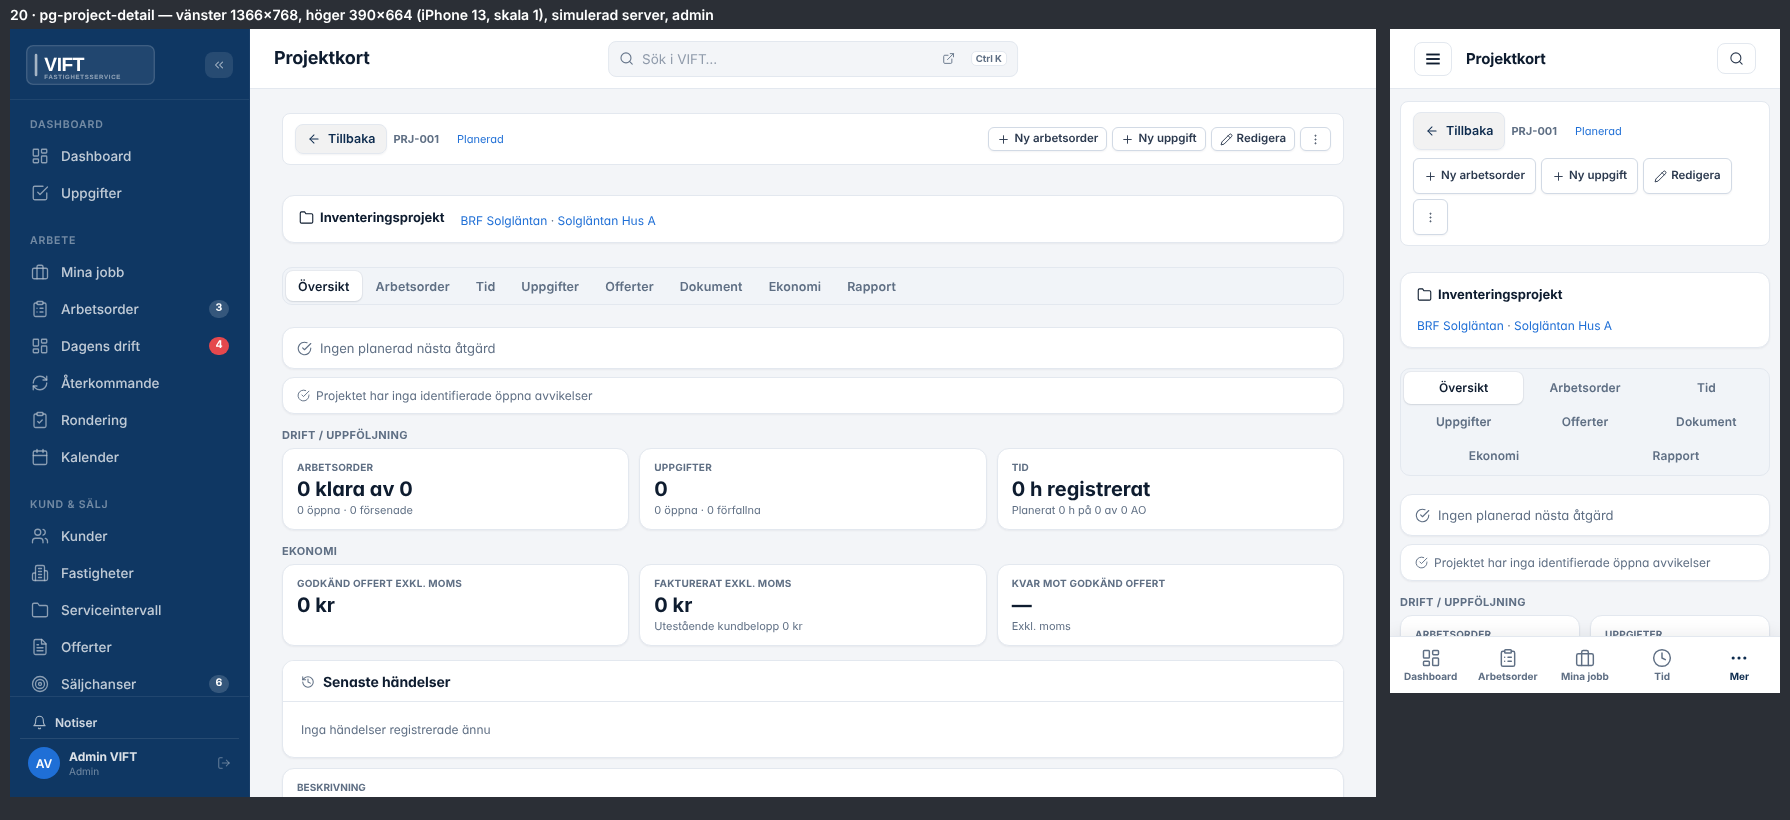 20 · pg-project-detail — vänster 1366×768, höger 390×664 (iPhone 13, skala 1), simulerad server, admin
VIFT
FASTIGHETSSERVICE
«
DASHBOARD
Dashboard
Uppgifter
ARBETE
Mina jobb
Arbetsorder 3
Dagens drift 4
Återkommande
Rondering
Kalender
KUND & SÄLJ
Kunder
Fastigheter
Serviceintervall
Offerter
Säljchanser 6
Notiser
AV Admin VIFT
Admin
Projektkort
Sök i VIFT... Ctrl K
Tillbaka PRJ-001 Planerad
Ny arbetsorder Ny uppgift Redigera
Inventeringsprojekt BRF Solgläntan · Solgläntan Hus A
Översikt Arbetsorder Tid Uppgifter Offerter Dokument Ekonomi Rapport
Ingen planerad nästa åtgärd
Projektet har inga identifierade öppna avvikelser
DRIFT / UPPFÖLJNING
ARBETSORDER
0 klara av 0
0 öppna · 0 försenade
UPPGIFTER
0
0 öppna · 0 förfallna
TID
0 h registrerat
Planerat 0 h på 0 av 0 AO
EKONOMI
GODKÄND OFFERT EXKL. MOMS
0 kr
FAKTURERAT EXKL. MOMS
0 kr
Utestående kundbelopp 0 kr
KVAR MOT GODKÄND OFFERT
—
Exkl. moms
Senaste händelser
Inga händelser registrerade ännu
BESKRIVNING
Projektkort
Tillbaka PRJ-001 Planerad
Ny arbetsorder Ny uppgift Redigera
Inventeringsprojekt
BRF Solgläntan · Solgläntan Hus A
Översikt Arbetsorder Tid
Uppgifter Offerter Dokument
Ekonomi Rapport
Ingen planerad nästa åtgärd
Projektet har inga identifierade öppna avvikelser
DRIFT / UPPFÖLJNING
ARBETSORDER UPPGIFTER
Dashboard Arbetsorder Mina jobb Tid Mer